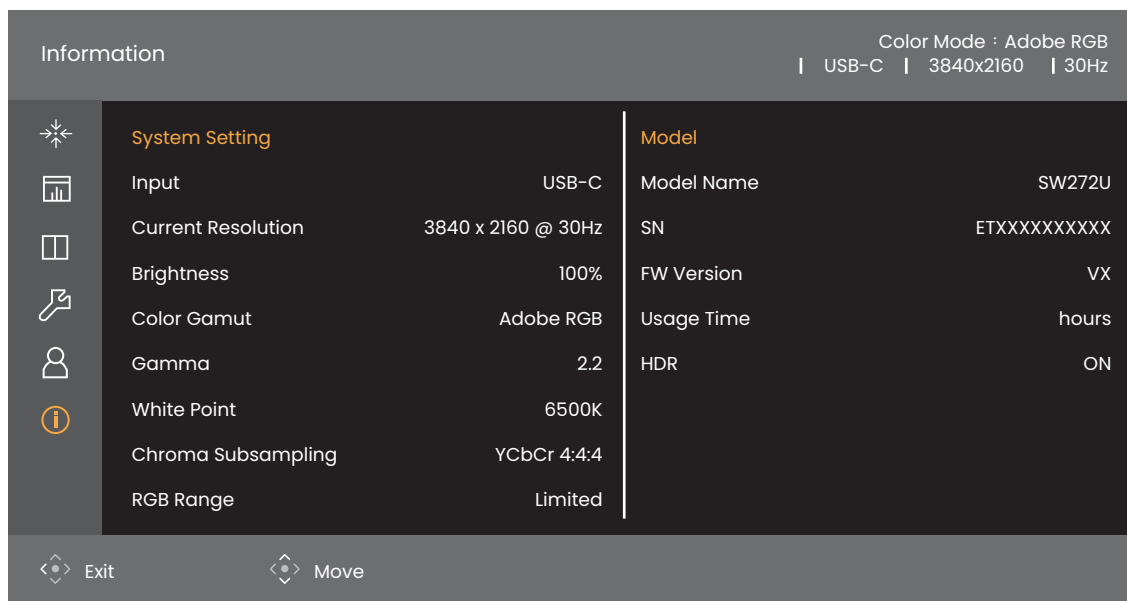 Information
Color Mode : Adobe RGB
| USB-C | 3840x2160 | 30Hz
System Setting
Input USB-C
Current Resolution 3840 x 2160 @ 30Hz
Brightness 100%
Color Gamut Adobe RGB
Gamma 2.2
White Point 6500K
Chroma Subsampling YCbCr 4:4:4
RGB Range Limited
Model
Model Name SW272U
SN ETXXXXXXXXXX
FW Version VX
Usage Time hours
HDR ON
Exit Move